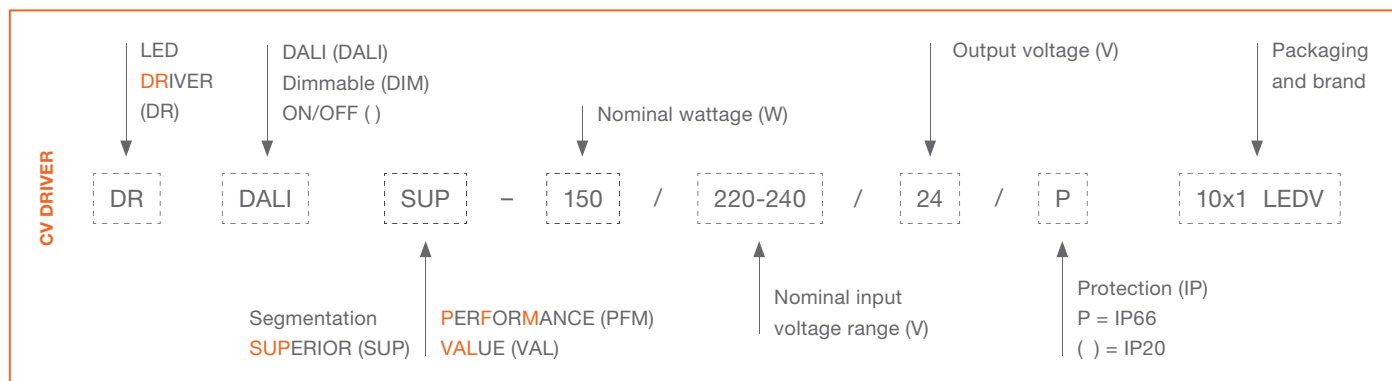 LED
DRIVER
(DR)
DALI (DALI)
Dimmable (DIM)
ON/OFF ( )
Nominal wattage (W)
Output voltage (V)
Packaging
and brand
CV DRIVER
DR DALI SUP – 150 / 220-240 / 24 / P 10x1 LEDV
Segmentation
SUPERIOR (SUP)
PERFORMANCE (PFM)
VALUE (VAL)
Nominal input
voltage range (V)
Protection (IP)
P = IP66
( ) = IP20